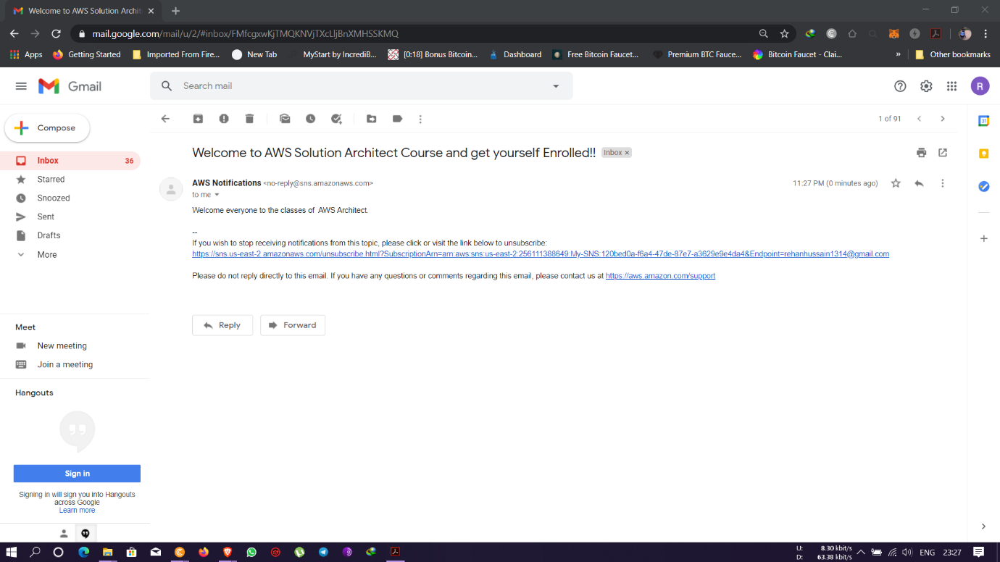 Welcome to AWS Solution Archit
mail.google.com/mail/u/2/#inbox/FMfcgxwKjTMQKNVjTXcLljBnXMHSSKMQ
Apps Getting Started Imported From Fire... New Tab MyStart by IncrediB... [0:18] Bonus Bitcoin... Dashboard Free Bitcoin Faucet... Premium BTC Fauce... Bitcoin Faucet - Clai... » Other bookmarks
Gmail Search mail R
Compose 1 of 91
Inbox 36
Starred
Snoozed
Sent
Drafts
More
Welcome to AWS Solution Architect Course and get yourself Enrolled!! Inbox x
AWS Notifications <no-reply@sns.amazonaws.com> 11:27 PM (0 minutes ago)
to me
Welcome everyone to the classes of AWS Architect.
--
If you wish to stop receiving notifications from this topic, please click or visit the link below to unsubscribe:
https://sns.us-east-2.amazonaws.com/unsubscribe.html?SubscriptionArn=arn:aws:sns:us-east-2:256111388649:My-SNS:120bed0a-f6a4-47de-87e7-a3629e9e4da4&Endpoint=rehanhussain1314@gmail.com
Please do not reply directly to this email. If you have any questions or comments regarding this email, please contact us at https://aws.amazon.com/support
Reply Forward
Meet
New meeting
Join a meeting
Hangouts
Sign in
Signing in will sign you into Hangouts
across Google
Learn more
U: 8.30 kbit/s
D: 63.38 kbit/s
ENG 23:27